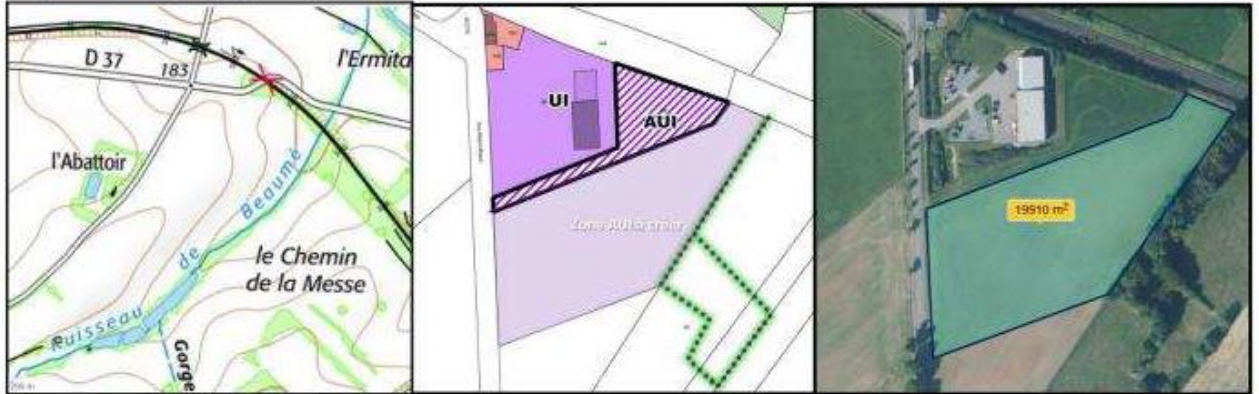 D 37
183
l'Ermita
l'Abattoir
Ruisseau de Beaumé
le Chemin
de la Messe
Gorge
UI
AUI
Zone AUI à créer
19910 m²